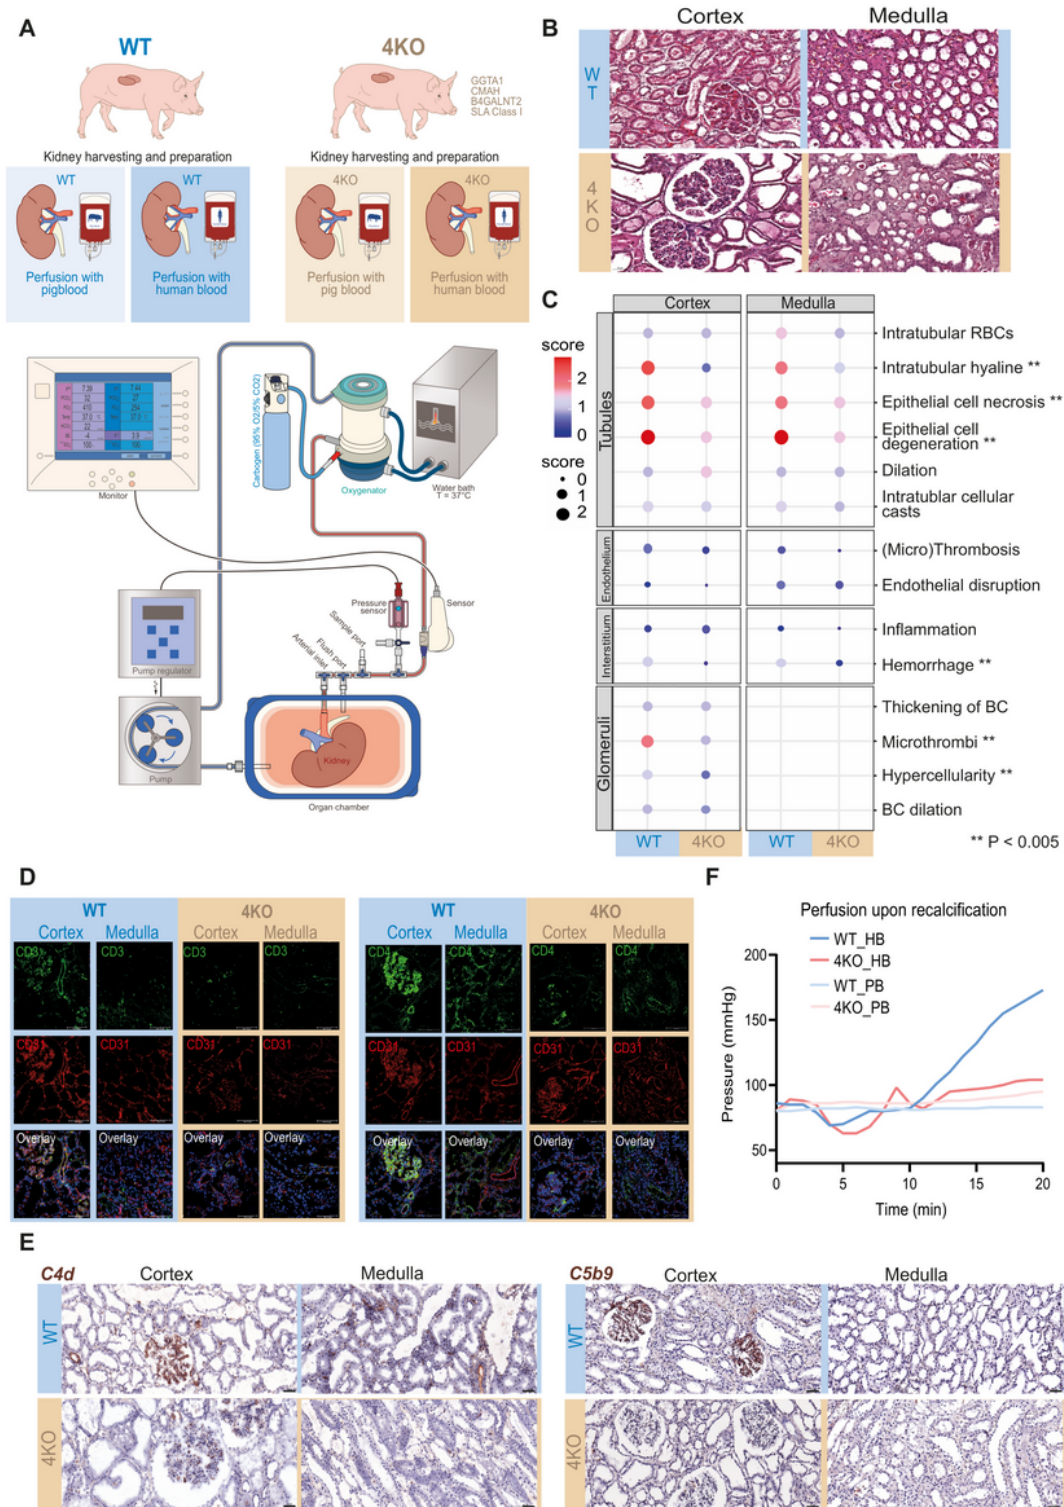 A
WT
4KO
GGTA1
CMAH
B4GALNT2
SLA Class I
Kidney harvesting and preparation
Kidney harvesting and preparation
WT
WT
4KO
4KO
Perfusion with
pigblood
Perfusion with
human blood
Perfusion with
pig blood
Perfusion with
human blood
Monitor
Carbogen (95% O2/5% CO2)
Oxygenator
Water bath
T = 37°C
Pressure
sensor
Sensor
Sample port
Flush port
Arterial inlet
Pump regulator
Pump
Kidney
Organ chamber
B
Cortex
Medulla
WT
4KO
C
Cortex
Medulla
score
2
1
0
score
0
1
2
Tubules
Intratubular RBCs
Intratubular hyaline **
Epithelial cell necrosis **
Epithelial cell
degeneration **
Dilation
Intratublar cellular
casts
Endothelium
(Micro)Thrombosis
Endothelial disruption
Interstitium
Inflammation
Hemorrhage **
Glomeruli
Thickening of BC
Microthrombi **
Hypercellularity **
BC dilation
WT
4KO
WT
4KO
** P < 0.005
D
WT
4KO
Cortex
Medulla
Cortex
Medulla
CD3
CD3
CD3
CD3
CD31
CD31
CD31
CD31
Overlay
Overlay
Overlay
Overlay
WT
4KO
Cortex
Medulla
Cortex
Medulla
CD4
CD4
CD4
CD4
CD31
CD31
CD31
CD31
Overlay
Overlay
Overlay
Overlay
F
Perfusion upon recalcification
WT_HB
4KO_HB
WT_PB
4KO_PB
Pressure (mmHg)
200
150
100
50
0
5
10
15
20
Time (min)
E
C4d
Cortex
Medulla
WT
4KO
C5b9
Cortex
Medulla
WT
4KO